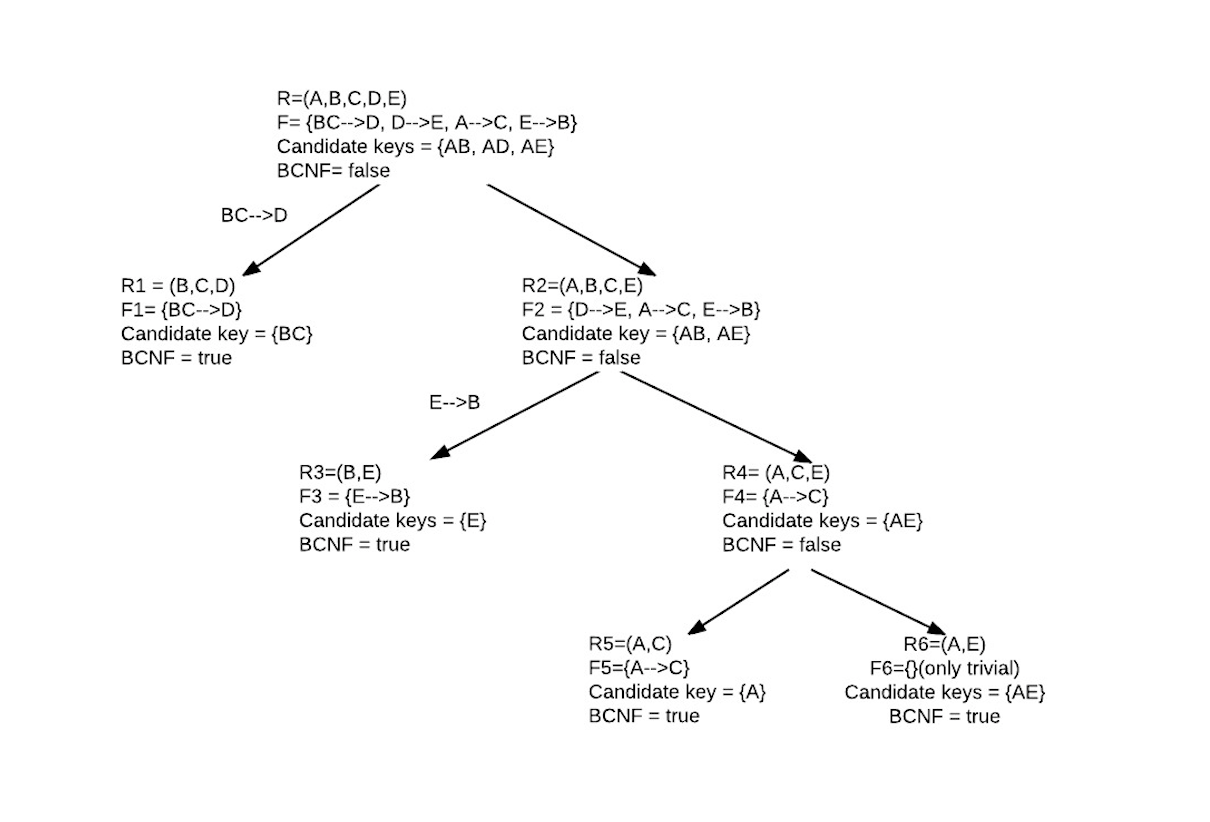 R=(A,B,C,D,E)
F= {BC-->D, D-->E, A-->C, E-->B}
Candidate keys = {AB, AD, AE}
BCNF= false
BC-->D
R1 = (B,C,D)
F1= {BC-->D}
Candidate key = {BC}
BCNF = true
R2=(A,B,C,E)
F2 = {D-->E, A-->C, E-->B}
Candidate key = {AB, AE}
BCNF = false
E-->B
R3=(B,E)
F3 = {E-->B}
Candidate keys = {E}
BCNF = true
R4= (A,C,E)
F4= {A-->C}
Candidate keys = {AE}
BCNF = false
R5=(A,C)
F5={A-->C}
Candidate key = {A}
BCNF = true
R6=(A,E)
F6={}(only trivial)
Candidate keys = {AE}
BCNF = true